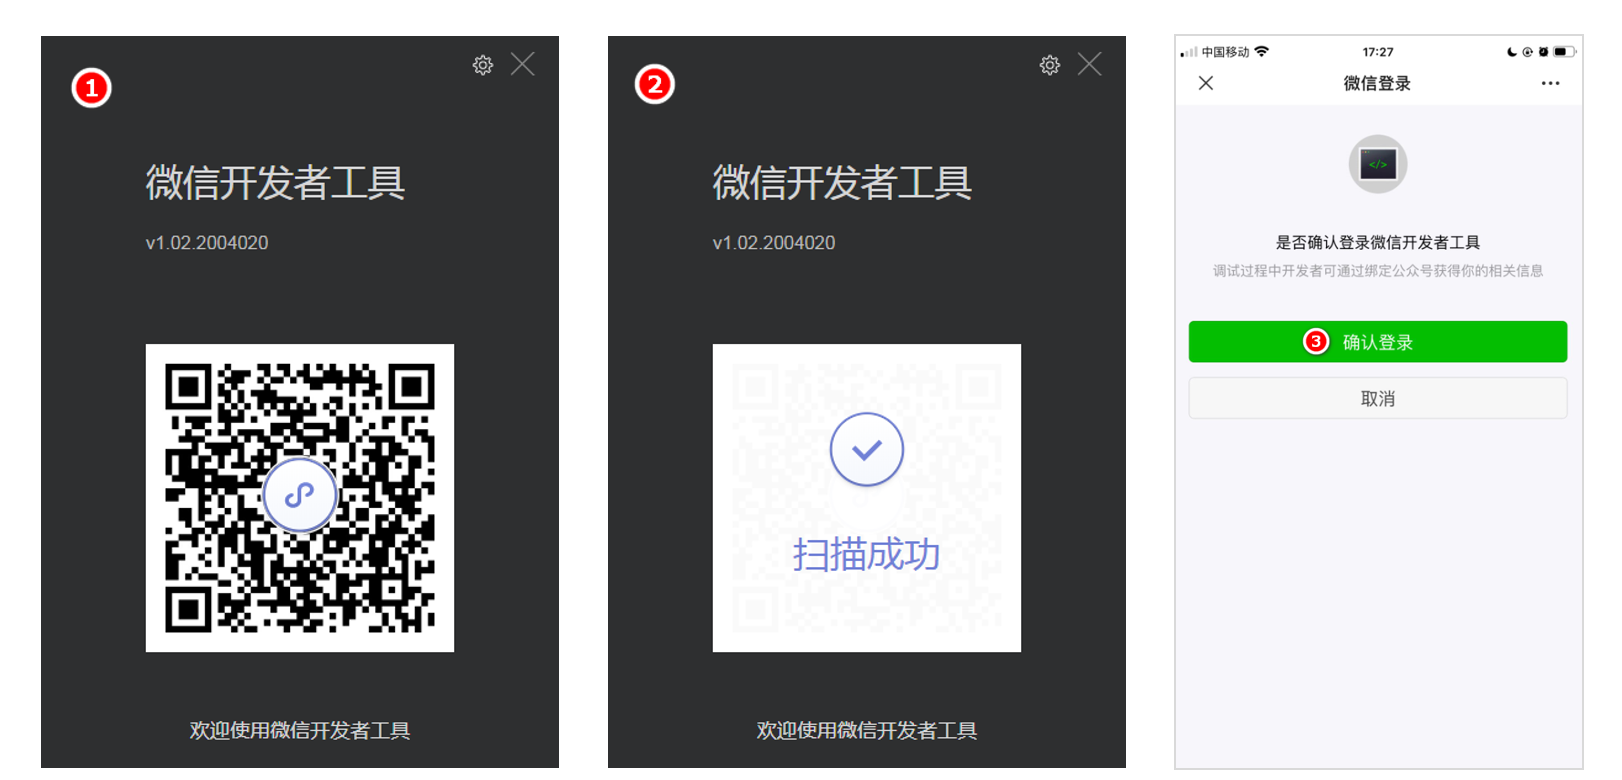 1
微信开发者工具
v1.02.2004020
欢迎使用微信开发者工具
2
微信开发者工具
v1.02.2004020
扫描成功
欢迎使用微信开发者工具
中国移动 17:27
微信登录
</>
是否确认登录微信开发者工具
调试过程中开发者可通过绑定公众号获得你的相关信息
3 确认登录
取消